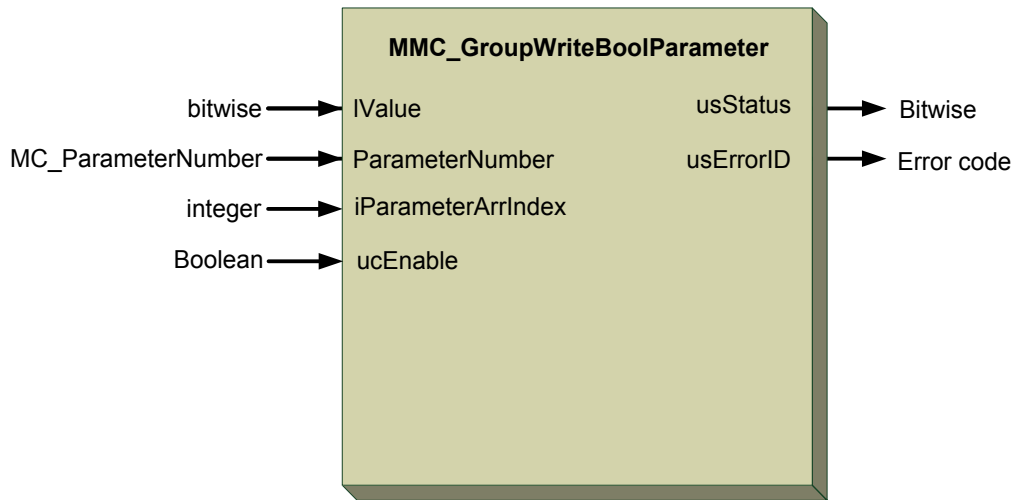 MMC_GroupWriteBoolParameter
bitwise lValue usStatus Bitwise
MC_ParameterNumber ParameterNumber usErrorID Error code
integer iParameterArrIndex
Boolean ucEnable